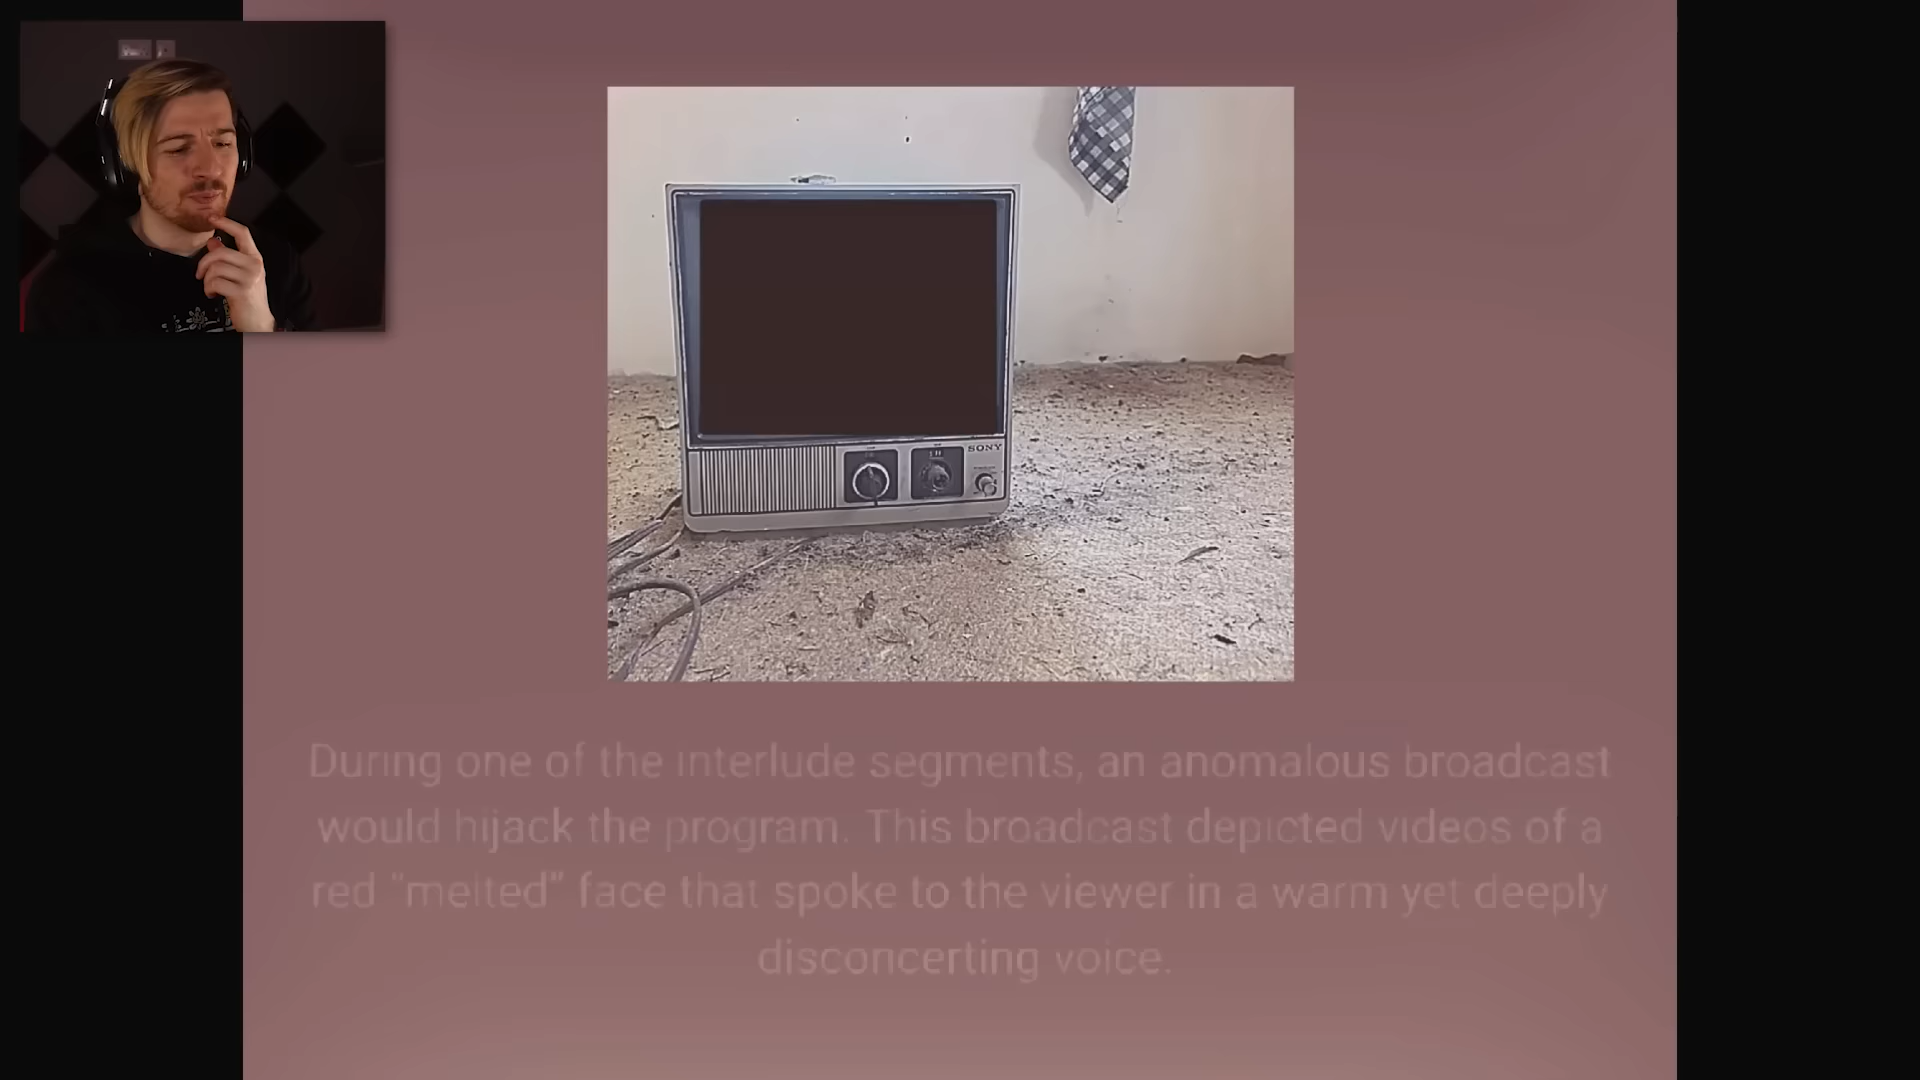 SONY
During one of the interlude segments, an anomalous broadcast
would hijack the program. This broadcast depicted videos of a
red "melted" face that spoke to the viewer in a warm yet deeply
disconcerting voice.